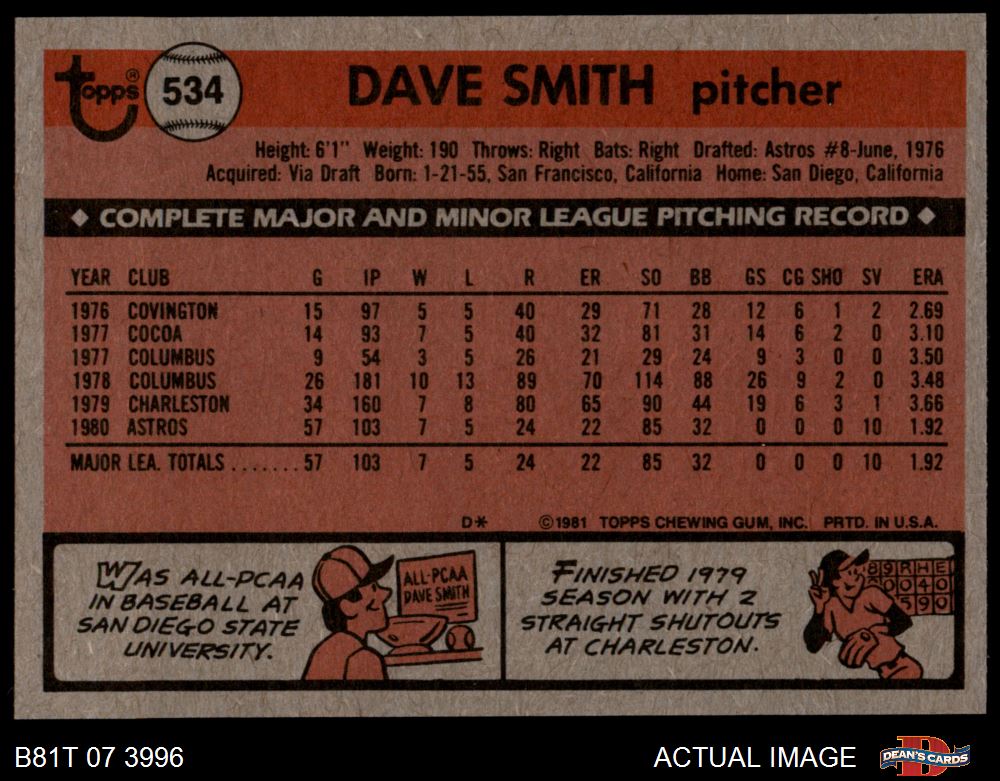 topps® 534 DAVE SMITH pitcher
Height: 6'1" Weight: 190 Throws: Right Bats: Right Drafted: Astros #8-June, 1976
Acquired: Via Draft Born: 1-21-55, San Francisco, California Home: San Diego, California
◆ COMPLETE MAJOR AND MINOR LEAGUE PITCHING RECORD ◆
YEAR CLUB G IP W L R ER SO BB GS CG SHO SV ERA
1976 COVINGTON 15 97 5 5 40 29 71 28 12 6 1 2 2.69
1977 COCOA 14 93 7 5 40 32 81 31 14 6 2 0 3.10
1977 COLUMBUS 9 54 3 5 26 21 29 24 9 3 0 0 3.50
1978 COLUMBUS 26 181 10 13 89 70 114 88 26 9 2 0 3.48
1979 CHARLESTON 34 160 7 8 80 65 90 44 19 6 3 1 3.66
1980 ASTROS 57 103 7 5 24 22 85 32 0 0 0 10 1.92
MAJOR LEA. TOTALS ....... 57 103 7 5 24 22 85 32 0 0 0 10 1.92
D* ©1981 TOPPS CHEWING GUM, INC. PRTD. IN U.S.A.
WAS ALL-PCAA
IN BASEBALL AT
SAN DIEGO STATE
UNIVERSITY.
ALL-PCAA
DAVE SMITH
FINISHED 1979
SEASON WITH 2
STRAIGHT SHUTOUTS
AT CHARLESTON.
8 9 R H E
0 0 4 0
5 9 0
B81T 07 3996 ACTUAL IMAGE DEAN'S CARDS